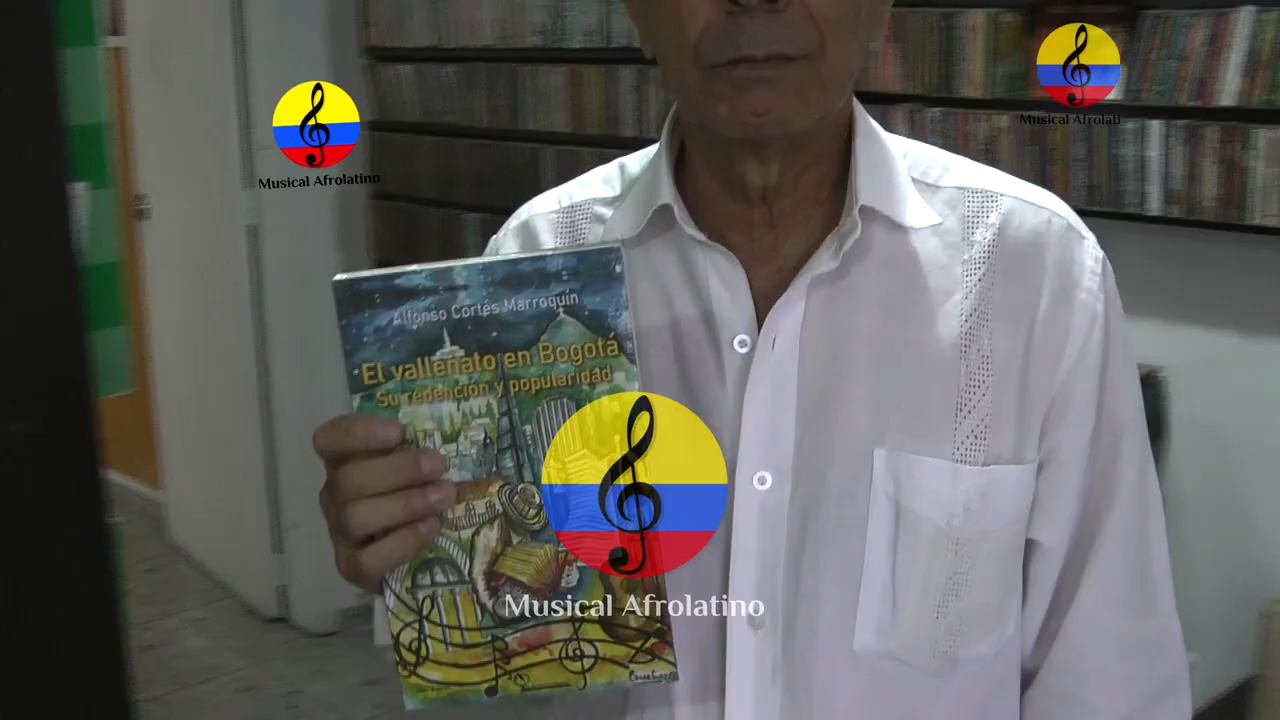 Musical Afrolatino
Musical Afrolati
Alfonso Cortés Marroquín
El vallenato en Bogotá
Su redención y popularidad
Musical Afrolatino